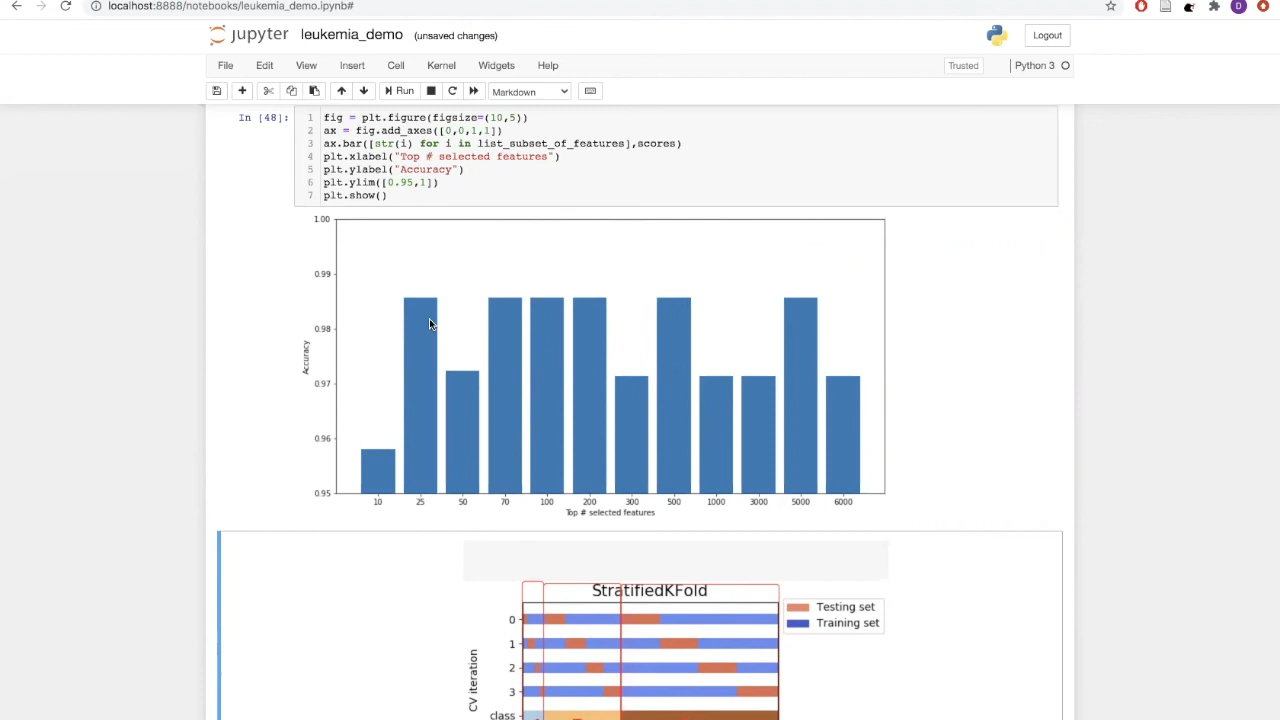 localhost:8888/notebooks/leukemia_demo.ipynb#
D
jupyter leukemia_demo (unsaved changes)
Logout
File Edit View Insert Cell Kernel Widgets Help
Trusted
Python 3
Run
Markdown
In [48]:
1 fig = plt.figure(figsize=(10,5))
2 ax = fig.add_axes([0,0,1,1])
3 ax.bar([str(i) for i in list_subset_of_features],scores)
4 plt.xlabel("Top # selected features")
5 plt.ylabel("Accuracy")
6 plt.ylim([0.95,1])
7 plt.show()
1.00
0.99
0.98
0.97
0.96
0.95
Accuracy
10 25 50 70 100 200 300 500 1000 3000 5000 6000
Top # selected features
StratifiedKFold
Testing set
Training set
0
1
2
3
class
CV iteration